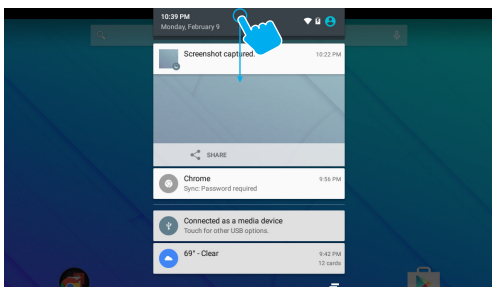 10:39 PM
Monday, February 9
Screenshot captured.
10:22 PM
SHARE
Chrome
9:56 PM
Sync: Password required
Connected as a media device
Touch for other USB options.
69° - Clear
9:42 PM
12 cards